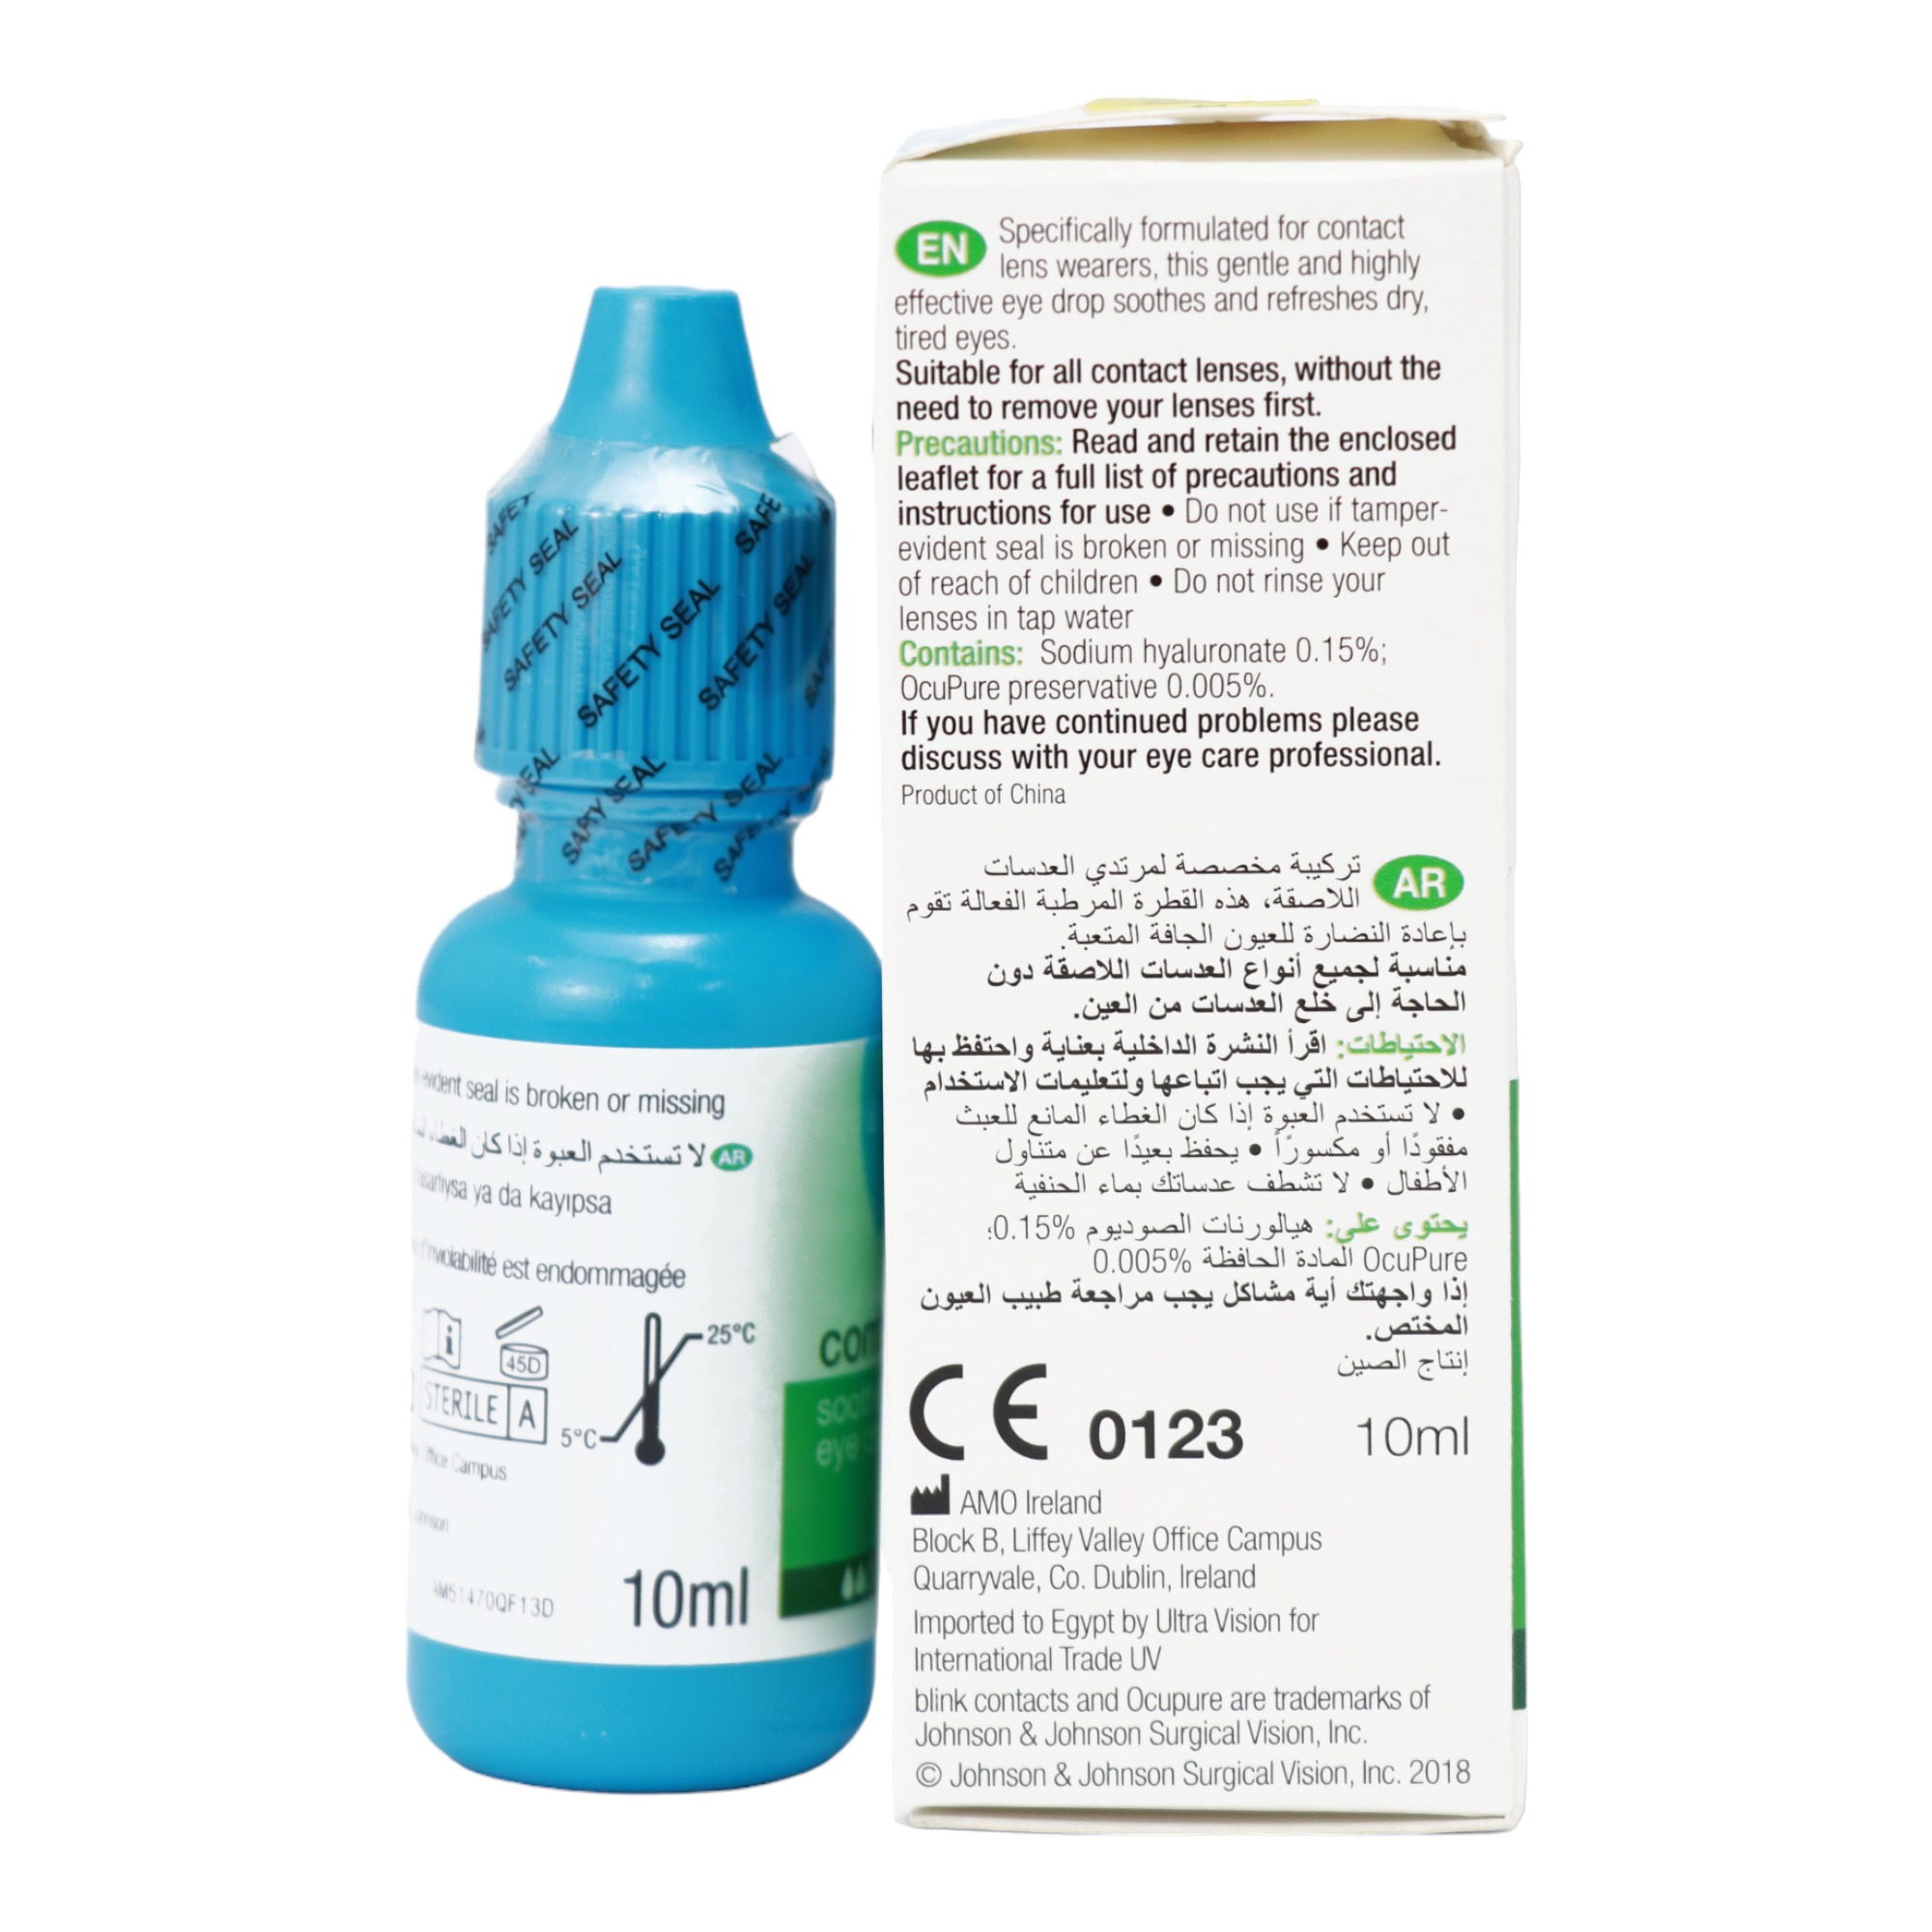 SAFETY SEAL
SAFETY SEAL
SAFETY SEAL
SAFETY SEAL
SAFETY SEAL
seal is broken or missing
AR لا تستخدم العبوة إذا كان الغطاء
ya da kayıpsa
est endommagée
45D
25°C
STERILE A
5°C
Office Campus
10ml
EN Specifically formulated for contact
lens wearers, this gentle and highly
effective eye drop soothes and refreshes dry,
tired eyes.
Suitable for all contact lenses, without the
need to remove your lenses first.
Precautions: Read and retain the enclosed
leaflet for a full list of precautions and
instructions for use • Do not use if tamper-
evident seal is broken or missing • Keep out
of reach of children • Do not rinse your
lenses in tap water
Contains: Sodium hyaluronate 0.15%;
OcuPure preservative 0.005%.
If you have continued problems please
discuss with your eye care professional.
Product of China
AR تركيبة مخصصة لمرتدي العدسات
اللاصقة، هذه القطرة المرطبة الفعالة تقوم
بإعادة النضارة للعيون الجافة المتعبة.
مناسبة لجميع أنواع العدسات اللاصقة دون
الحاجة إلى خلع العدسات من العين.
الاحتياطات: اقرأ النشرة الداخلية بعناية واحتفظ بها
للاحتياطات التي يجب اتباعها ولتعليمات الاستخدام
• لا تستخدم العبوة إذا كان الغطاء المانع للعبث
مفقودًا أو مكسورًا • يحفظ بعيدًا عن متناول
الأطفال • لا تشطف عدساتك بماء الحنفية
يحتوى على: هيالورنات الصوديوم %0.15؛
OcuPure المادة الحافظة %0.005
إذا واجهتك أية مشاكل يجب مراجعة طبيب العيون
المختص.
إنتاج الصين
CE 0123 10ml
AMO Ireland
Block B, Liffey Valley Office Campus
Quarryvale, Co. Dublin, Ireland
Imported to Egypt by Ultra Vision for
International Trade UV
blink contacts and Ocupure are trademarks of
Johnson & Johnson Surgical Vision, Inc.
© Johnson & Johnson Surgical Vision, Inc. 2018